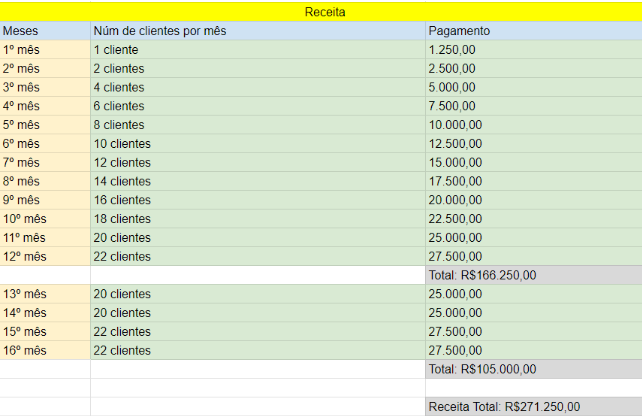 Receita
Meses Núm de clientes por mês Pagamento
1º mês 1 cliente 1.250,00
2º mês 2 clientes 2.500,00
3º mês 4 clientes 5.000,00
4º mês 6 clientes 7.500,00
5º mês 8 clientes 10.000,00
6º mês 10 clientes 12.500,00
7º mês 12 clientes 15.000,00
8º mês 14 clientes 17.500,00
9º mês 16 clientes 20.000,00
10º mês 18 clientes 22.500,00
11º mês 20 clientes 25.000,00
12º mês 22 clientes 27.500,00
Total: R$166.250,00
13º mês 20 clientes 25.000,00
14º mês 20 clientes 25.000,00
15º mês 22 clientes 27.500,00
16º mês 22 clientes 27.500,00
Total: R$105.000,00
Receita Total: R$271.250,00